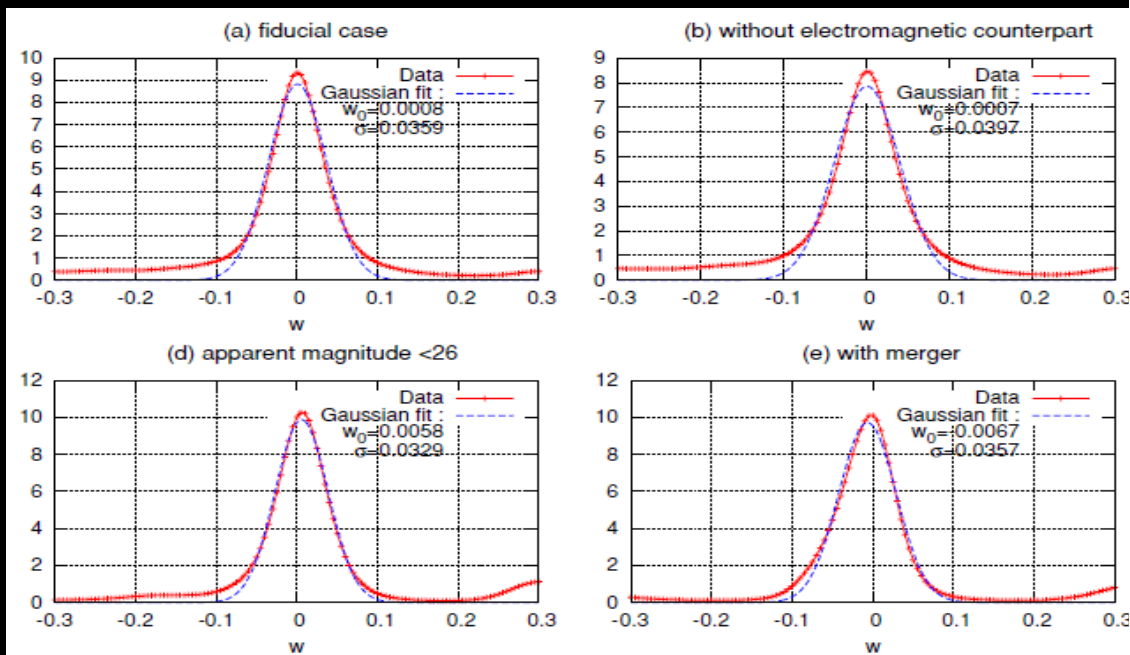 (a) fiducial case
10
9
8
7
6
5
4
3
2
1
0
Data
Gaussian fit :
w₀=0.0008
σ=0.0359
-0.3 -0.2 -0.1 0 0.1 0.2 0.3
w
(b) without electromagnetic counterpart
9
8
7
6
5
4
3
2
1
0
Data
Gaussian fit :
w₀=0.0007
σ=0.0397
-0.3 -0.2 -0.1 0 0.1 0.2 0.3
w
(d) apparent magnitude <26
12
10
8
6
4
2
0
Data
Gaussian fit :
w₀=0.0058
σ=0.0329
-0.3 -0.2 -0.1 0 0.1 0.2 0.3
w
(e) with merger
12
10
8
6
4
2
0
Data
Gaussian fit :
w₀=-0.0067
σ=0.0357
-0.3 -0.2 -0.1 0 0.1 0.2 0.3
w